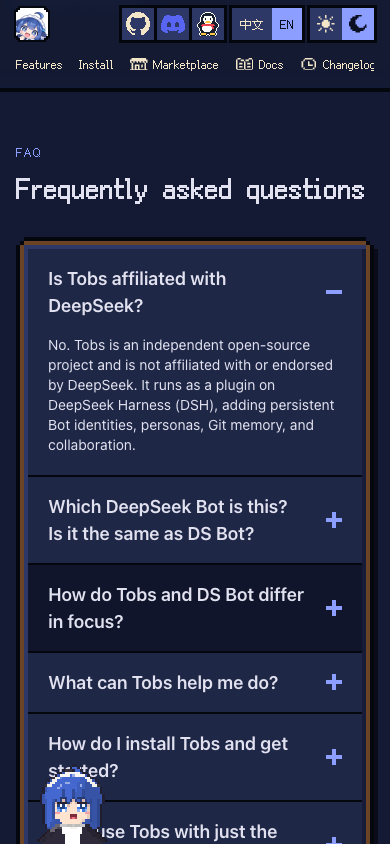 中文 EN
Features Install Marketplace Docs Changelog
FAQ
Frequently asked questions
Is Tobs affiliated with
DeepSeek?
No. Tobs is an independent open-source
project and is not affiliated with or endorsed
by DeepSeek. It runs as a plugin on
DeepSeek Harness (DSH), adding persistent
Bot identities, personas, Git memory, and
collaboration.
Which DeepSeek Bot is this?
Is it the same as DS Bot?
How do Tobs and DS Bot differ
in focus?
What can Tobs help me do?
How do I install Tobs and get
started?
use Tobs with just the